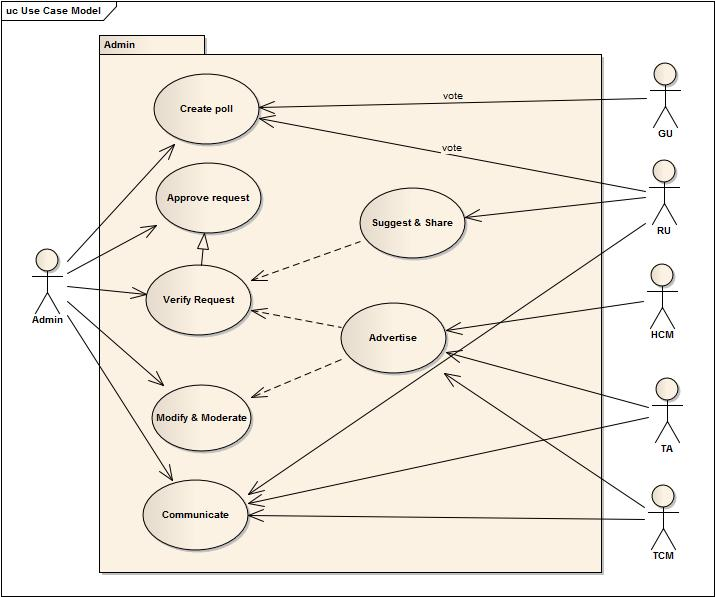 uc Use Case Model
Admin
Create poll
vote
GU
vote
Approve request
Suggest & Share
RU
Verify Request
Admin
Advertise
HCM
Modify & Moderate
TA
Communicate
TCM